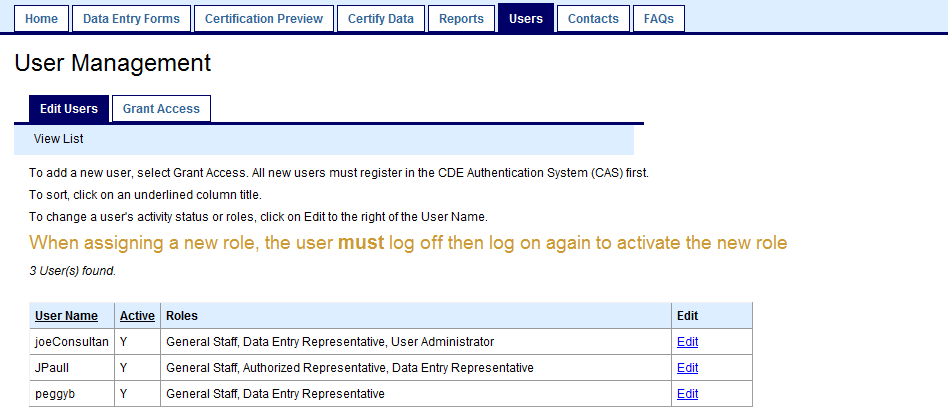 Home Data Entry Forms Certification Preview Certify Data Reports Users Contacts FAQs
User Management
Edit Users Grant Access
View List
To add a new user, select Grant Access. All new users must register in the CDE Authentication System (CAS) first.
To sort, click on an underlined column title.
To change a user's activity status or roles, click on Edit to the right of the User Name.
When assigning a new role, the user must log off then log on again to activate the new role
3 User(s) found.
User Name Active Roles Edit
joeConsultan Y General Staff, Data Entry Representative, User Administrator Edit
JPaull Y General Staff, Authorized Representative, Data Entry Representative Edit
peggyb Y General Staff, Data Entry Representative Edit